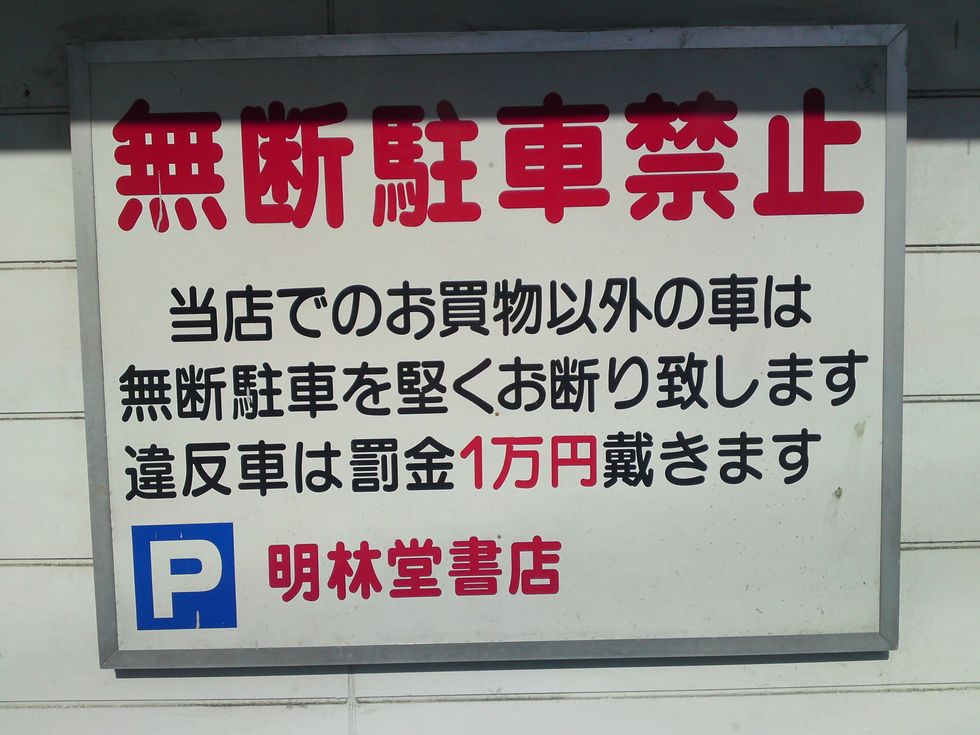 無断駐車禁止
当店でのお買物以外の車は
無断駐車を堅くお断り致します
違反車は罰金1万円戴きます
P 明林堂書店